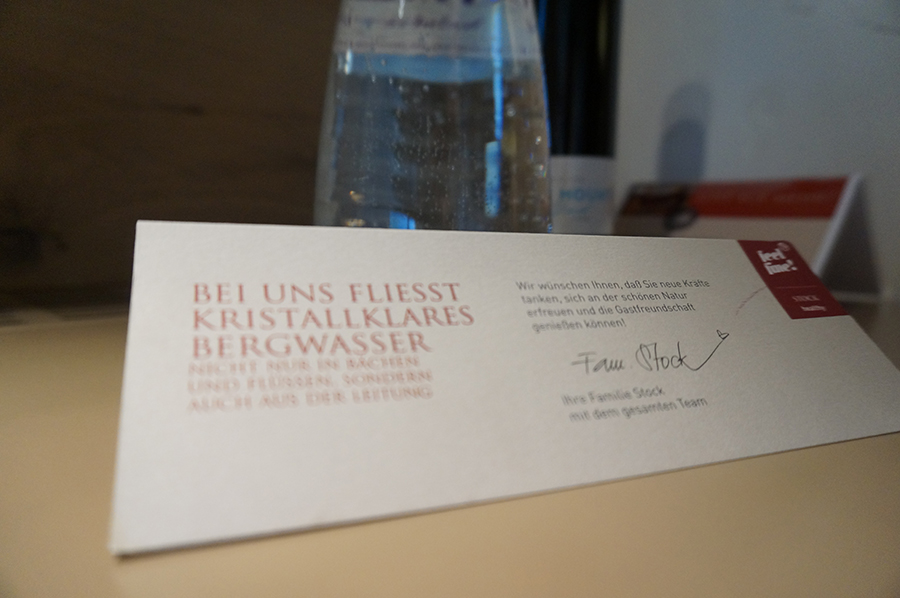 BEI UNS FLIESST
KRISTALLKLARES
BERGWASSER
NICHT NUR IN BÄCHEN
UND FLÜSSEN, SONDERN
AUCH AUS DER LEITUNG
Wir wünschen Ihnen, daß Sie neue Kräfte
tanken, sich an der schönen Natur
erfreuen und die Gastfreundschaft
genießen können!
Fam. Stock
Ihre Familie Stock
mit dem gesamten Team
feel
fine!
STOCK